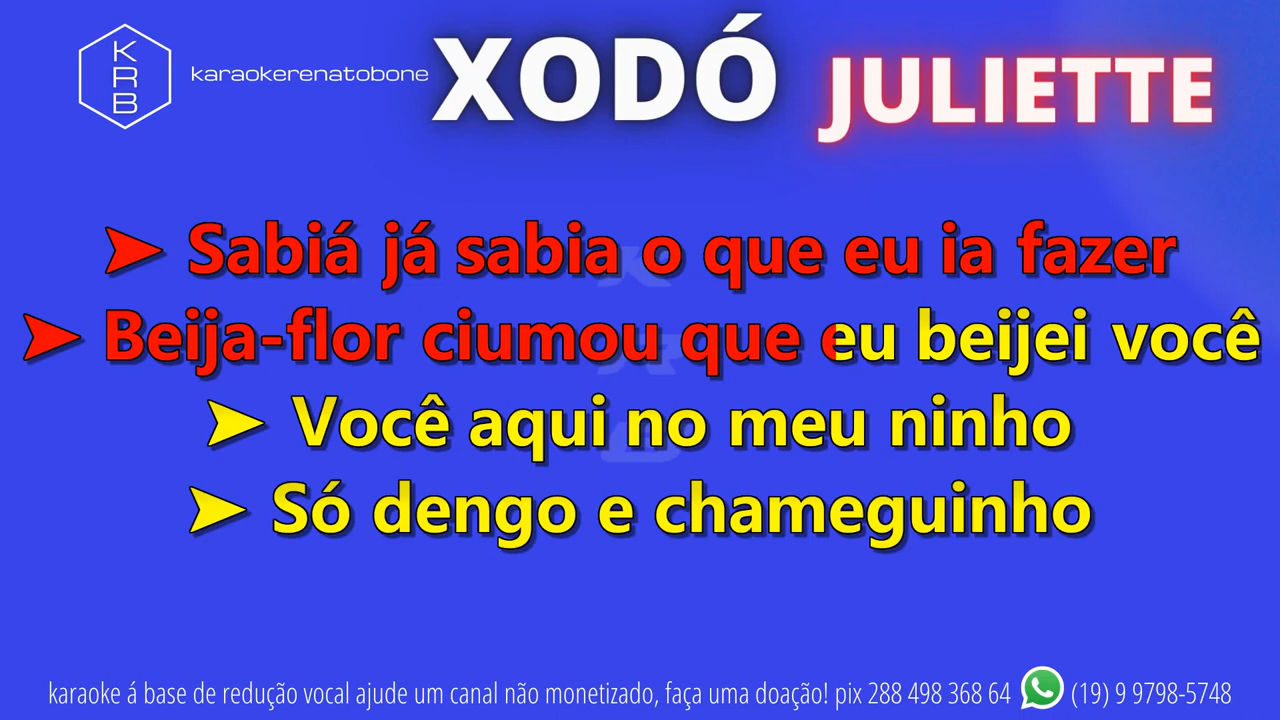 KRB
karaokerenatobone
XODÓ JULIETTE
➤ Sabiá já sabia o que eu ia fazer
➤ Beija-flor ciumou que eu beijei você
➤ Você aqui no meu ninho
➤ Só dengo e chameguinho
karaoke á base de redução vocal ajude um canal não monetizado, faça uma doação! pix 288 498 368 64 (19) 9 9798-5748